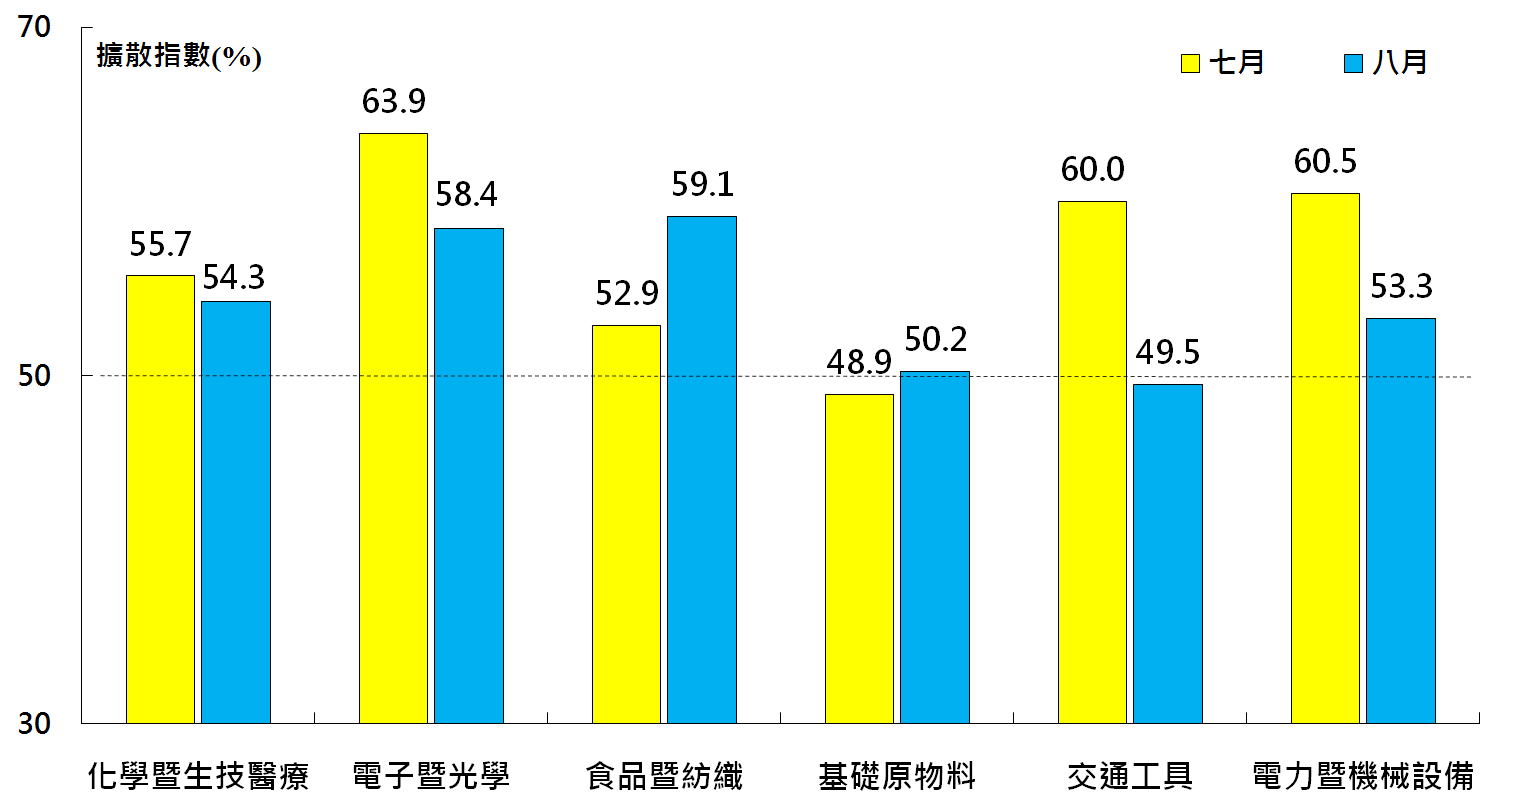 70
擴散指數(%)
七月
八月
63.9
58.4
59.1
60.0
60.5
55.7
54.3
52.9
53.3
48.9
50.2
49.5
50
30
化學暨生技醫療
電子暨光學
食品暨紡織
基礎原物料
交通工具
電力暨機械設備